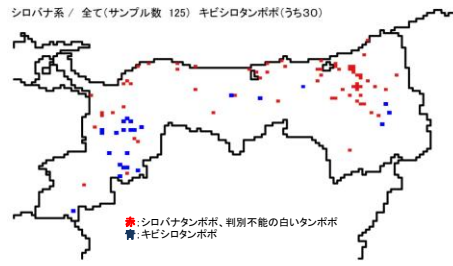 シロバナ系 / 全て(サンプル数 125) キビシロタンポポ(うち30)
赤:シロバナタンポポ、判別不能の白いタンポポ
青:キビシロタンポポ